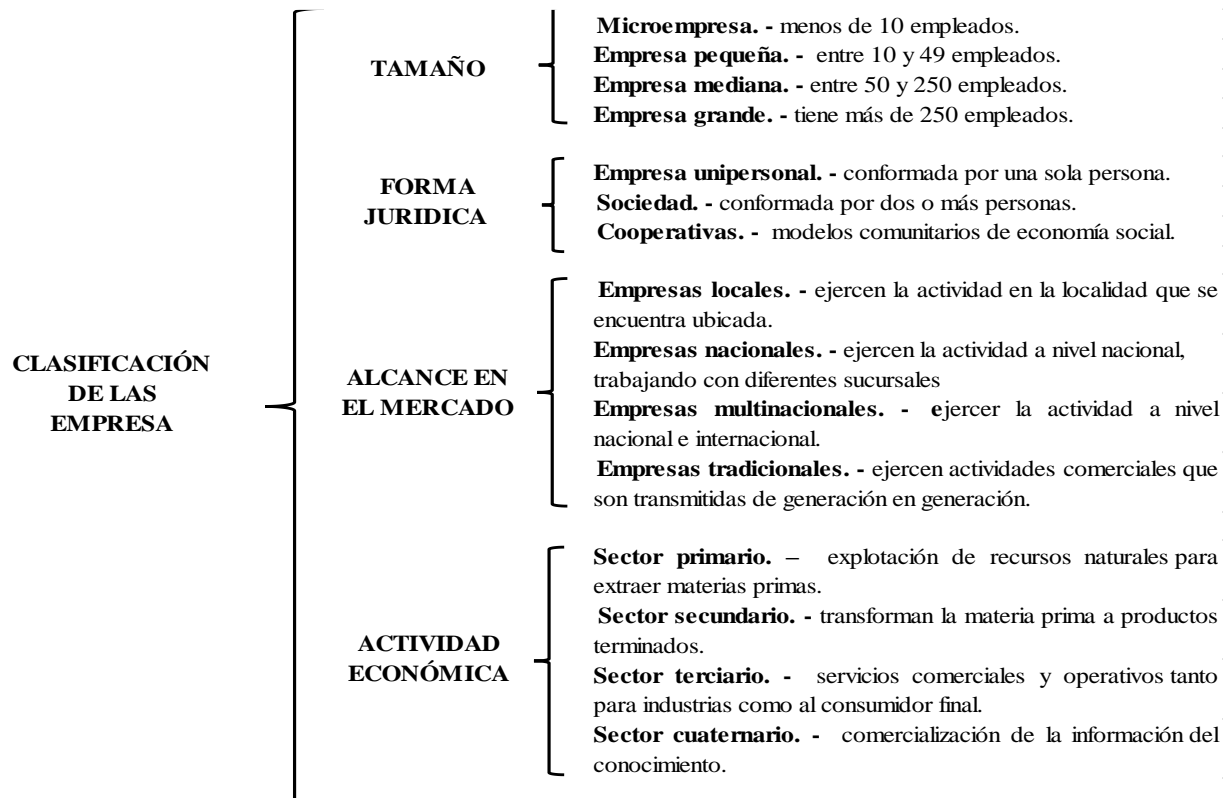 CLASIFICACIÓN
DE LAS
EMPRESA
TAMAÑO
Microempresa. - menos de 10 empleados.
Empresa pequeña. - entre 10 y 49 empleados.
Empresa mediana. - entre 50 y 250 empleados.
Empresa grande. - tiene más de 250 empleados.
FORMA
JURIDICA
Empresa unipersonal. - conformada por una sola persona.
Sociedad. - conformada por dos o más personas.
Cooperativas. - modelos comunitarios de economía social.
ALCANCE EN
EL MERCADO
Empresas locales. - ejercen la actividad en la localidad que se
encuentra ubicada.
Empresas nacionales. - ejercen la actividad a nivel nacional,
trabajando con diferentes sucursales
Empresas multinacionales. - ejercer la actividad a nivel
nacional e internacional.
Empresas tradicionales. - ejercen actividades comerciales que
son transmitidas de generación en generación.
ACTIVIDAD
ECONÓMICA
Sector primario. – explotación de recursos naturales para
extraer materias primas.
Sector secundario. - transforman la materia prima a productos
terminados.
Sector terciario. - servicios comerciales y operativos tanto
para industrias como al consumidor final.
Sector cuaternario. - comercialización de la información del
conocimiento.